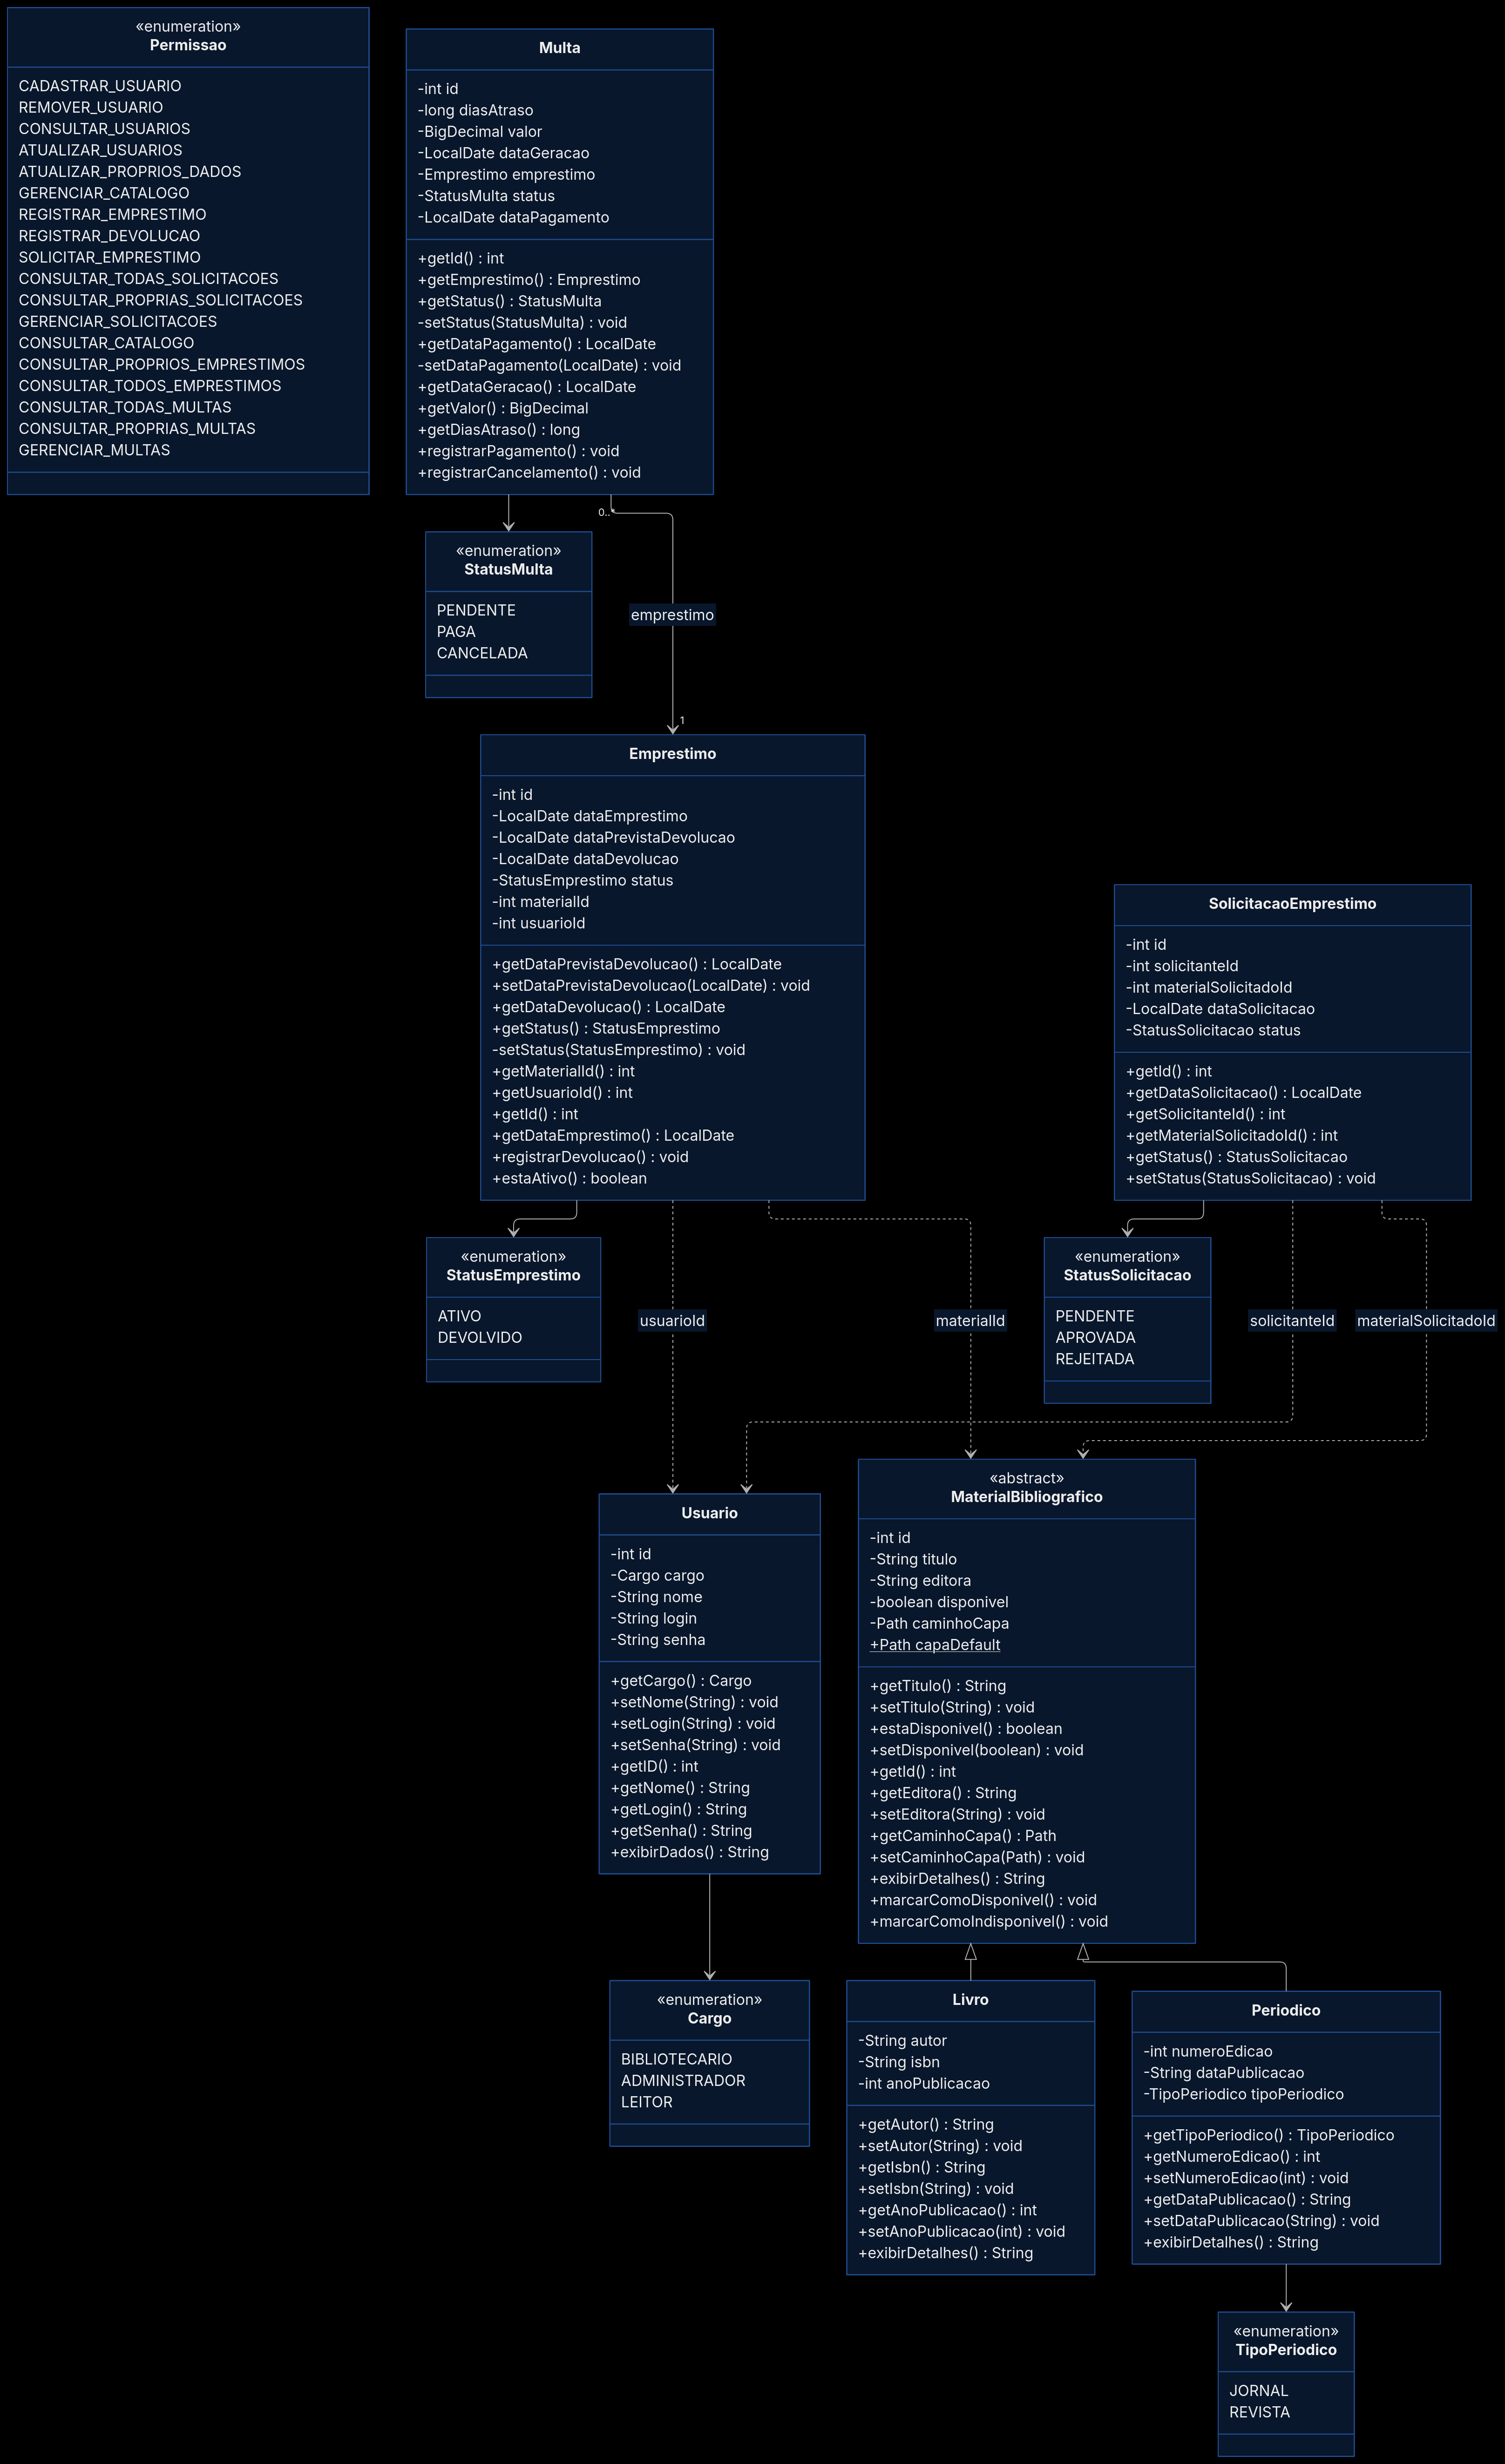 «enumeration»
Permissao
CADASTRAR_USUARIO
REMOVER_USUARIO
CONSULTAR_USUARIOS
ATUALIZAR_USUARIOS
ATUALIZAR_PROPRIOS_DADOS
GERENCIAR_CATALOGO
REGISTRAR_EMPRESTIMO
REGISTRAR_DEVOLUCAO
SOLICITAR_EMPRESTIMO
CONSULTAR_TODAS_SOLICITACOES
CONSULTAR_PROPRIAS_SOLICITACOES
GERENCIAR_SOLICITACOES
CONSULTAR_CATALOGO
CONSULTAR_PROPRIOS_EMPRESTIMOS
CONSULTAR_TODOS_EMPRESTIMOS
CONSULTAR_TODAS_MULTAS
CONSULTAR_PROPRIAS_MULTAS
GERENCIAR_MULTAS
Multa
-int id
-long diasAtraso
-BigDecimal valor
-LocalDate dataGeracao
-Emprestimo emprestimo
-StatusMulta status
-LocalDate dataPagamento
+getId() : int
+getEmprestimo() : Emprestimo
+getStatus() : StatusMulta
-setStatus(StatusMulta) : void
+getDataPagamento() : LocalDate
-setDataPagamento(LocalDate) : void
+getDataGeracao() : LocalDate
+getValor() : BigDecimal
+getDiasAtraso() : long
+registrarPagamento() : void
+registrarCancelamento() : void
0..*
«enumeration»
StatusMulta
PENDENTE
PAGA
CANCELADA
emprestimo
1
Emprestimo
-int id
-LocalDate dataEmprestimo
-LocalDate dataPrevistaDevolucao
-LocalDate dataDevolucao
-StatusEmprestimo status
-int materialId
-int usuarioId
+getDataPrevistaDevolucao() : LocalDate
+setDataPrevistaDevolucao(LocalDate) : void
+getDataDevolucao() : LocalDate
+getStatus() : StatusEmprestimo
-setStatus(StatusEmprestimo) : void
+getMaterialId() : int
+getUsuarioId() : int
+getId() : int
+getDataEmprestimo() : LocalDate
+registrarDevolucao() : void
+estaAtivo() : boolean
SolicitacaoEmprestimo
-int id
-int solicitanteId
-int materialSolicitadoId
-LocalDate dataSolicitacao
-StatusSolicitacao status
+getId() : int
+getDataSolicitacao() : LocalDate
+getSolicitanteId() : int
+getMaterialSolicitadoId() : int
+getStatus() : StatusSolicitacao
+setStatus(StatusSolicitacao) : void
«enumeration»
StatusEmprestimo
ATIVO
DEVOLVIDO
usuarioId
materialId
«enumeration»
StatusSolicitacao
PENDENTE
APROVADA
REJEITADA
solicitanteId
materialSolicitadoId
Usuario
-int id
-Cargo cargo
-String nome
-String login
-String senha
+getCargo() : Cargo
+setNome(String) : void
+setLogin(String) : void
+setSenha(String) : void
+getID() : int
+getNome() : String
+getLogin() : String
+getSenha() : String
+exibirDados() : String
«abstract»
MaterialBibliografico
-int id
-String titulo
-String editora
-boolean disponivel
-Path caminhoCapa
+Path capaDefault
+getTitulo() : String
+setTitulo(String) : void
+estaDisponivel() : boolean
+setDisponivel(boolean) : void
+getId() : int
+getEditora() : String
+setEditora(String) : void
+getCaminhoCapa() : Path
+setCaminhoCapa(Path) : void
+exibirDetalhes() : String
+marcarComoDisponivel() : void
+marcarComoIndisponivel() : void
«enumeration»
Cargo
BIBLIOTECARIO
ADMINISTRADOR
LEITOR
Livro
-String autor
-String isbn
-int anoPublicacao
+getAutor() : String
+setAutor(String) : void
+getIsbn() : String
+setIsbn(String) : void
+getAnoPublicacao() : int
+setAnoPublicacao(int) : void
+exibirDetalhes() : String
Periodico
-int numeroEdicao
-String dataPublicacao
-TipoPeriodico tipoPeriodico
+getTipoPeriodico() : TipoPeriodico
+getNumeroEdicao() : int
+setNumeroEdicao(int) : void
+getDataPublicacao() : String
+setDataPublicacao(String) : void
+exibirDetalhes() : String
«enumeration»
TipoPeriodico
JORNAL
REVISTA